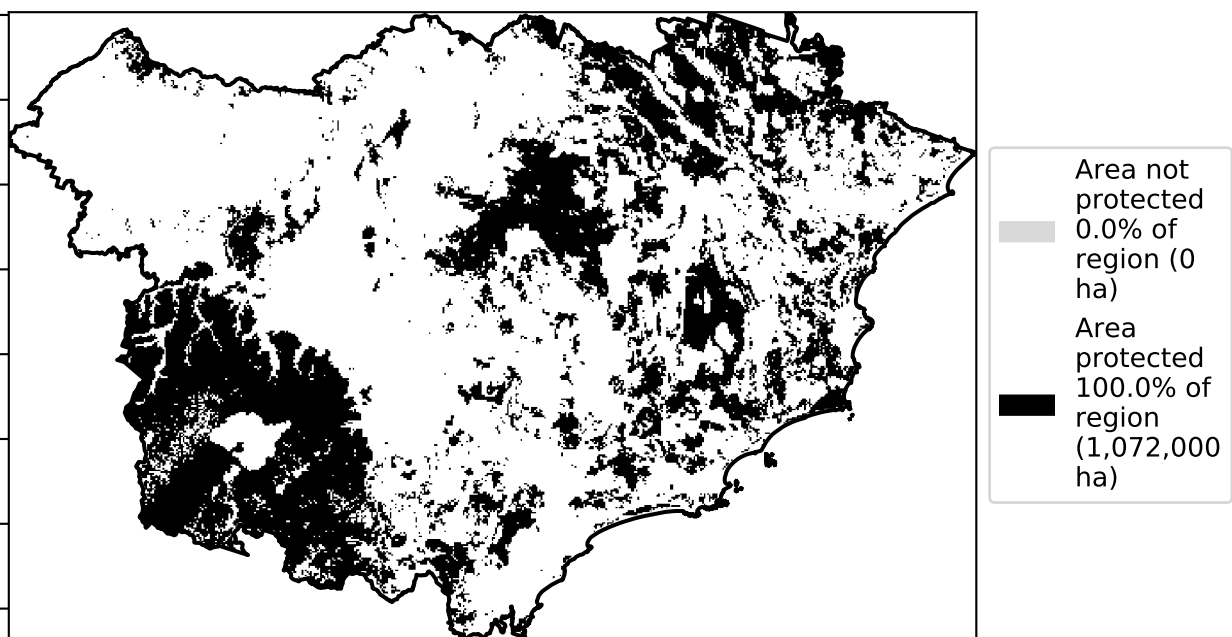 Area not
protected
0.0% of
region (0
ha)
Area
protected
100.0% of
region
(1,072,000
ha)